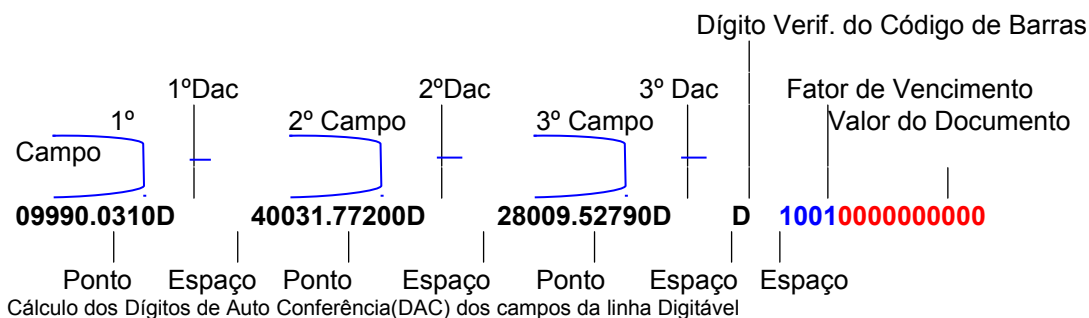 Dígito Verif. do Código de Barras
1ºDac 2ºDac 3º Dac Fator de Vencimento
1º 2º Campo 3º Campo Valor do Documento
Campo
09990.0310D 40031.77200D 28009.52790D D 10010000000000
Ponto Espaço Ponto Espaço Ponto Espaço Espaço
Cálculo dos Dígitos de Auto Conferência(DAC) dos campos da linha Digitável